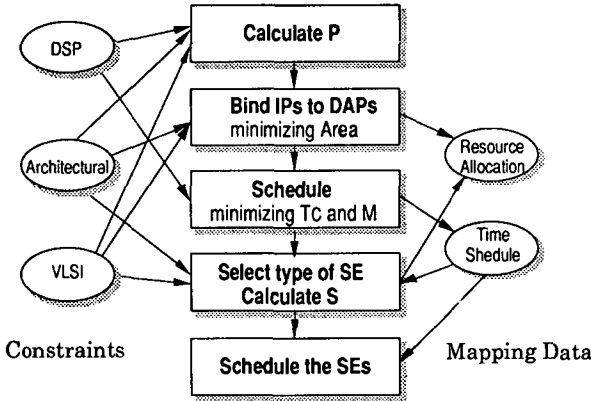 DSP
Calculate P
Bind IPs to DAPs
minimizing Area
Architectural
Resource
Allocation
Schedule
minimizing Tc and M
Time
Shedule
VLSI
Select type of SE
Calculate S
Constraints
Schedule the SEs
Mapping Data